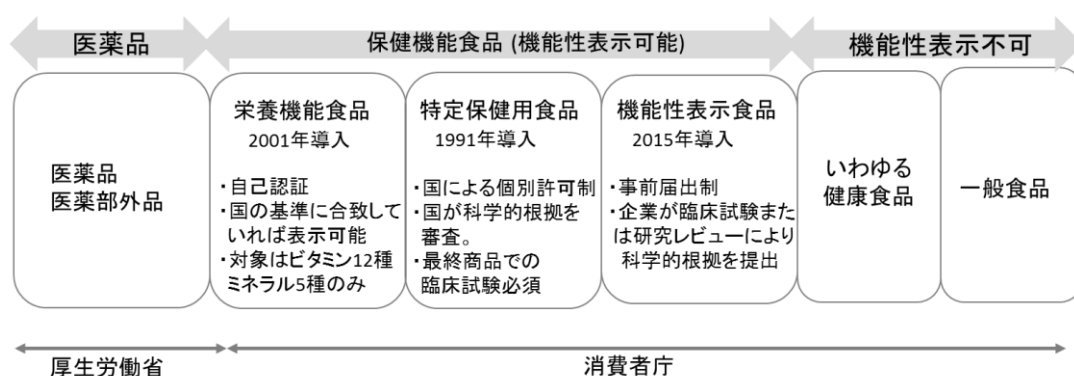 医薬品
保健機能食品 (機能性表示可能)
機能性表示不可
医薬品
医薬部外品
栄養機能食品
2001年導入
・自己認証
・国の基準に合致して
いれば表示可能
・対象はビタミン12種
ミネラル5種のみ
特定保健用食品
1991年導入
・国による個別許可制
・国が科学的根拠を
審査。
・最終商品での
臨床試験必須
機能性表示食品
2015年導入
・事前届出制
・企業が臨床試験また
は研究レビューにより
科学的根拠を提出
いわゆる
健康食品
一般食品
厚生労働省
消費者庁